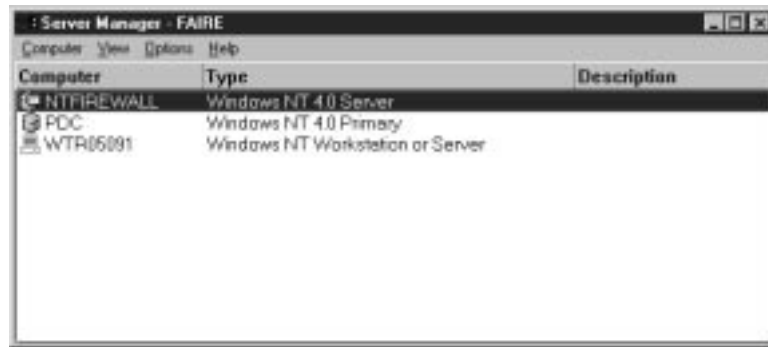 Server Manager - FAIRE
Computer View Options Help
Computer Type Description
NTFIREWALL Windows NT 4.0 Server
PDC Windows NT 4.0 Primary
WTR05091 Windows NT Workstation or Server